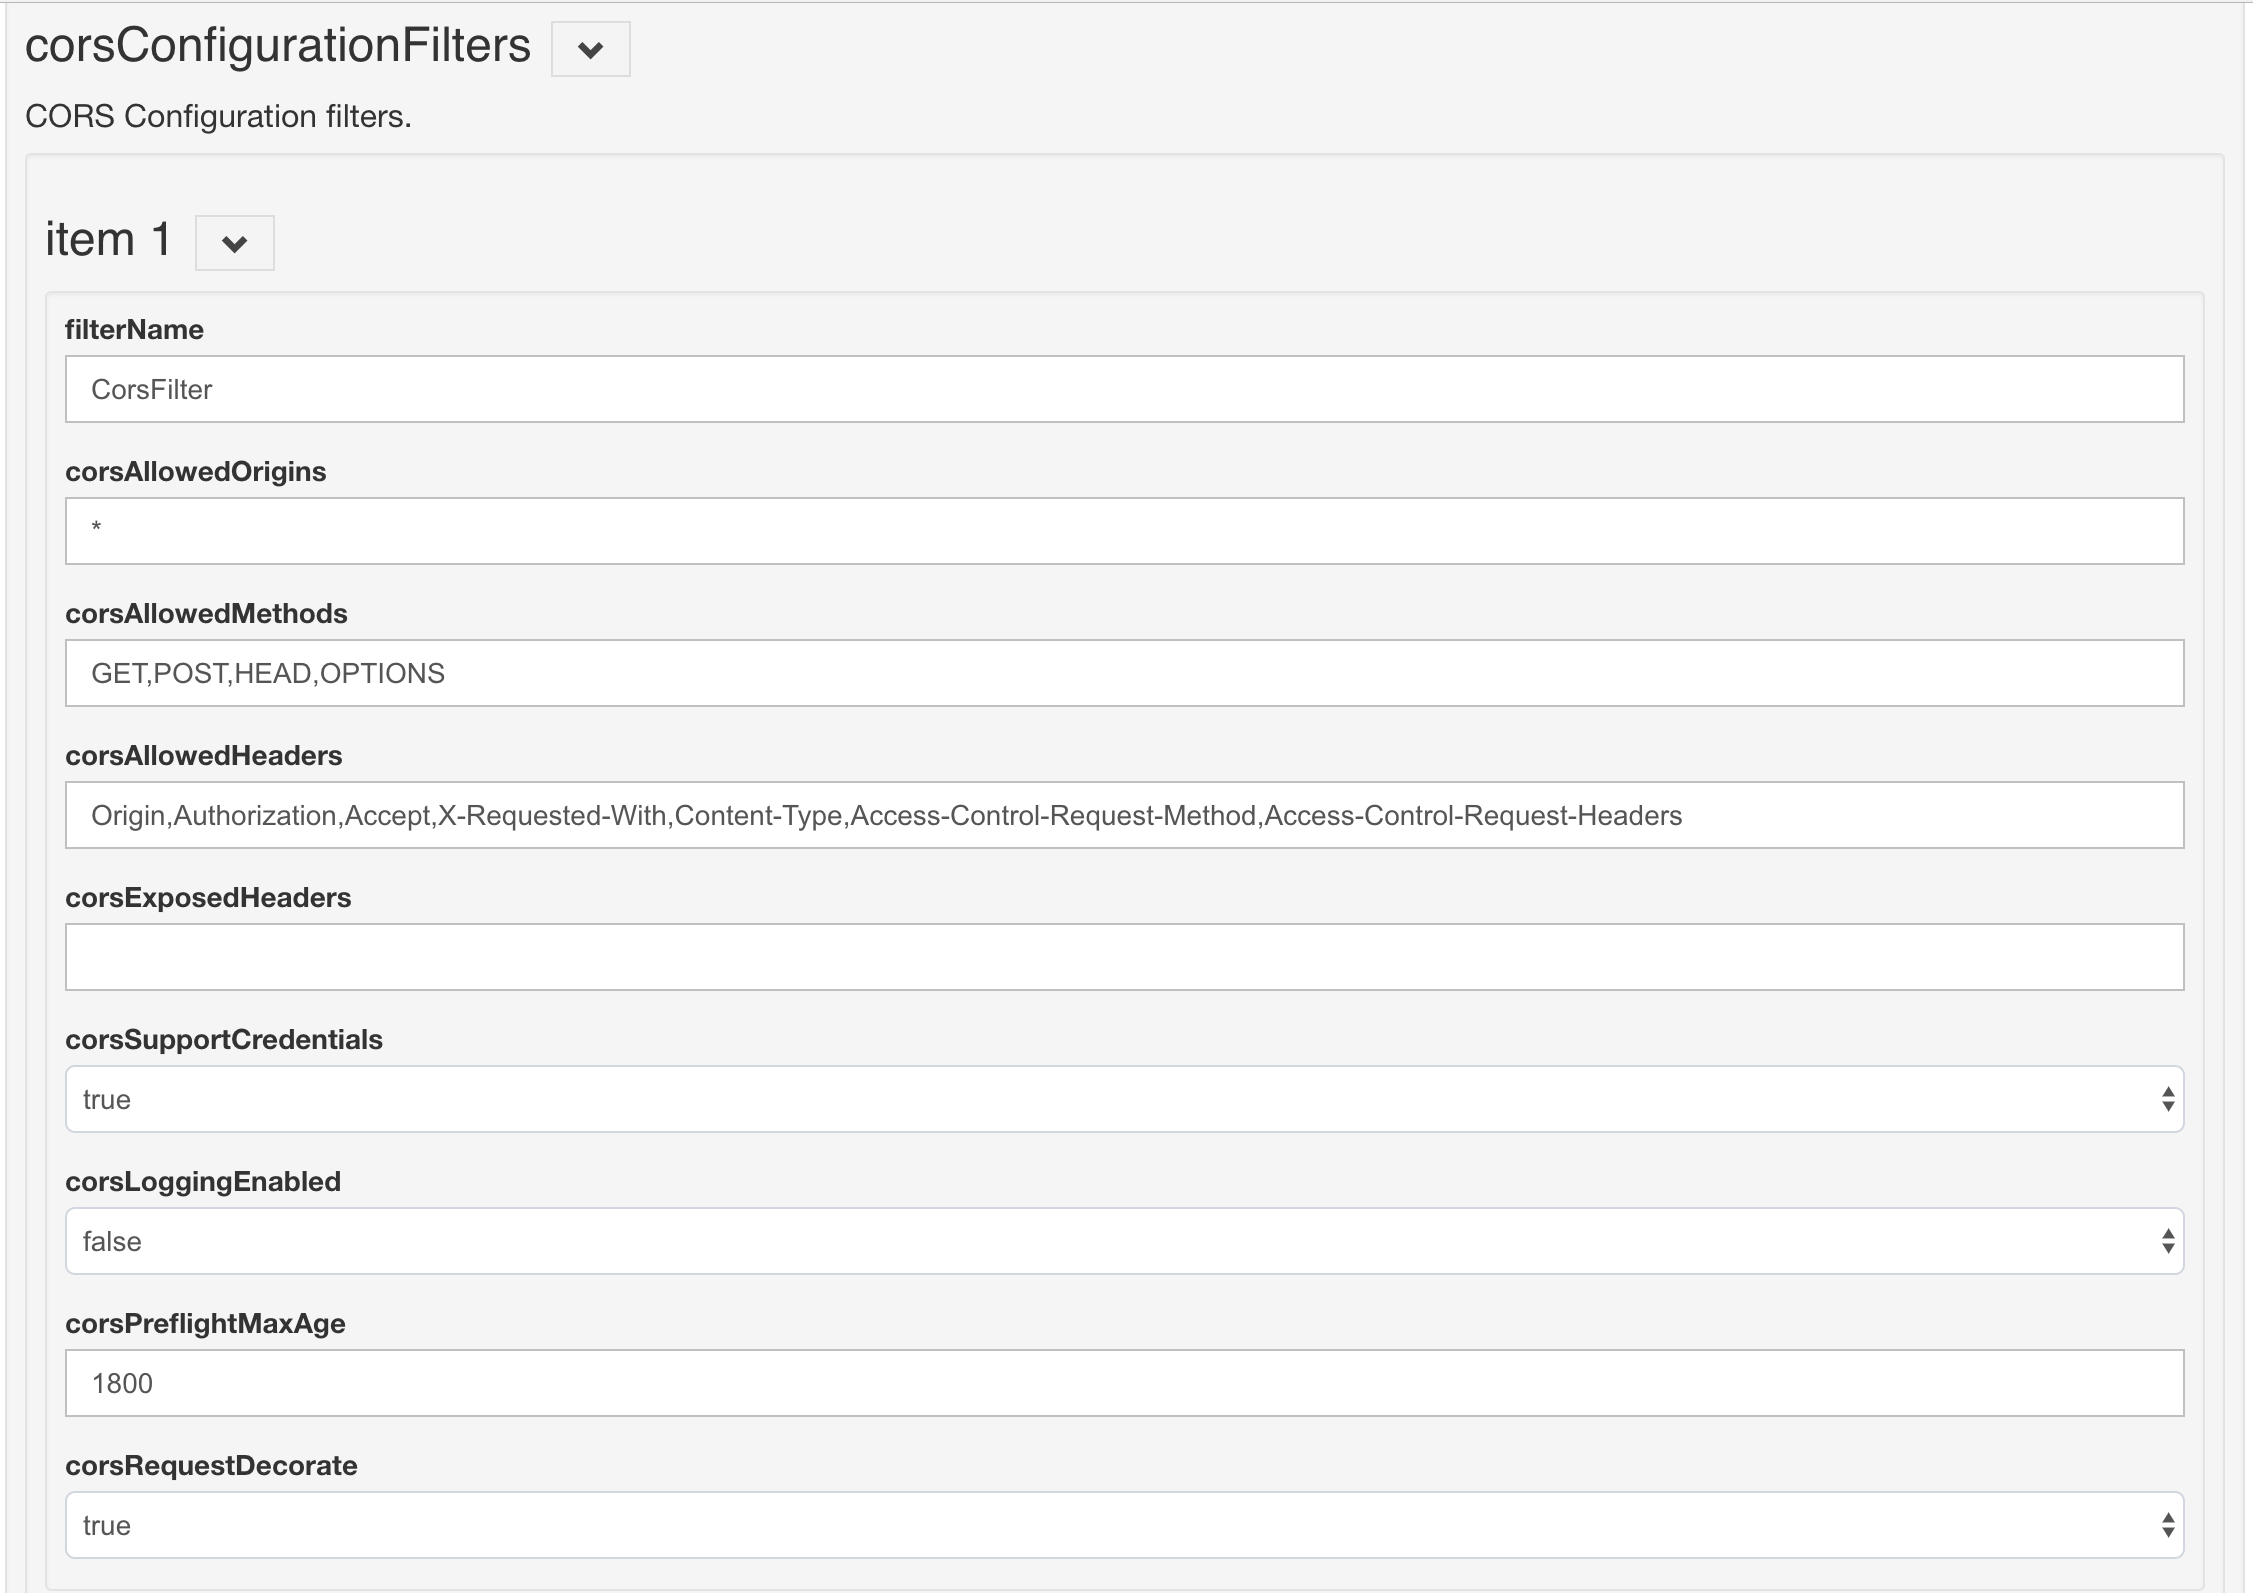 corsConfigurationFilters
CORS Configuration filters.
item 1
filterName
CorsFilter
corsAllowedOrigins
*
corsAllowedMethods
GET,POST,HEAD,OPTIONS
corsAllowedHeaders
Origin,Authorization,Accept,X-Requested-With,Content-Type,Access-Control-Request-Method,Access-Control-Request-Headers
corsExposedHeaders
corsSupportCredentials
true
corsLoggingEnabled
false
corsPreflightMaxAge
1800
corsRequestDecorate
true